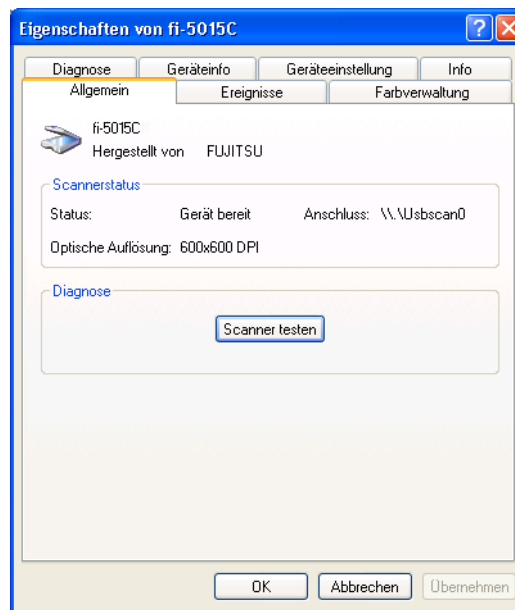 Eigenschaften von fi-5015C
Diagnose Geräteinfo Geräteeinstellung Info
Allgemein Ereignisse Farbverwaltung
fi-5015C
Hergestellt von FUJITSU
Scannerstatus
Status: Gerät bereit Anschluss: \\.\Usbscan0
Optische Auflösung: 600x600 DPI
Diagnose
Scanner testen
OK Abbrechen Übernehmen